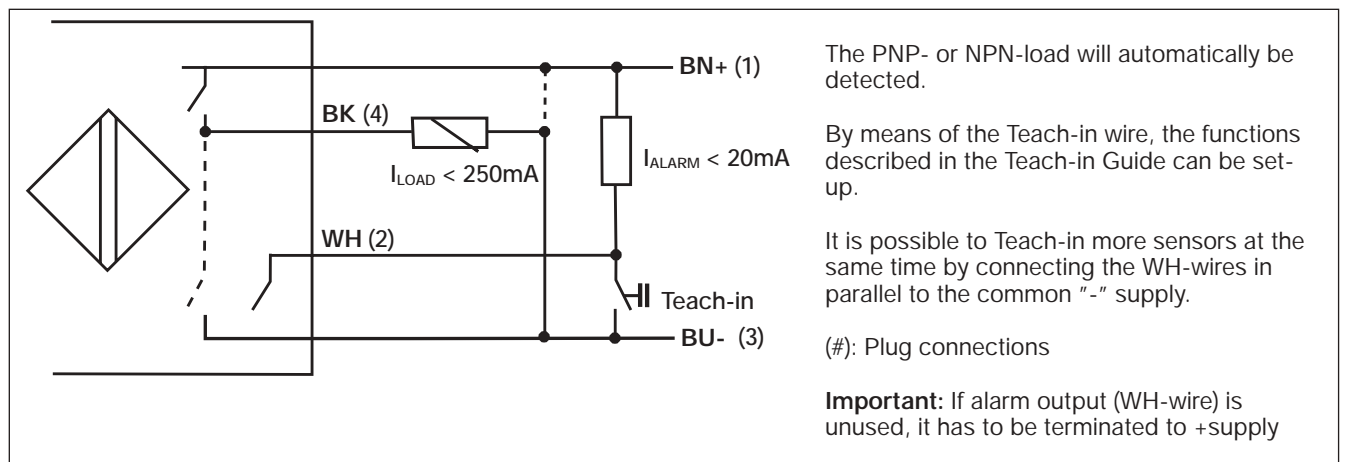 BN+ (1)
BK (4)
I_LOAD < 250mA
I_ALARM < 20mA
WH (2)
Teach-in
BU- (3)
The PNP- or NPN-load will automatically be
detected.
By means of the Teach-in wire, the functions
described in the Teach-in Guide can be set-
up.
It is possible to Teach-in more sensors at the
same time by connecting the WH-wires in
parallel to the common "-" supply.
(#): Plug connections
Important: If alarm output (WH-wire) is
unused, it has to be terminated to +supply